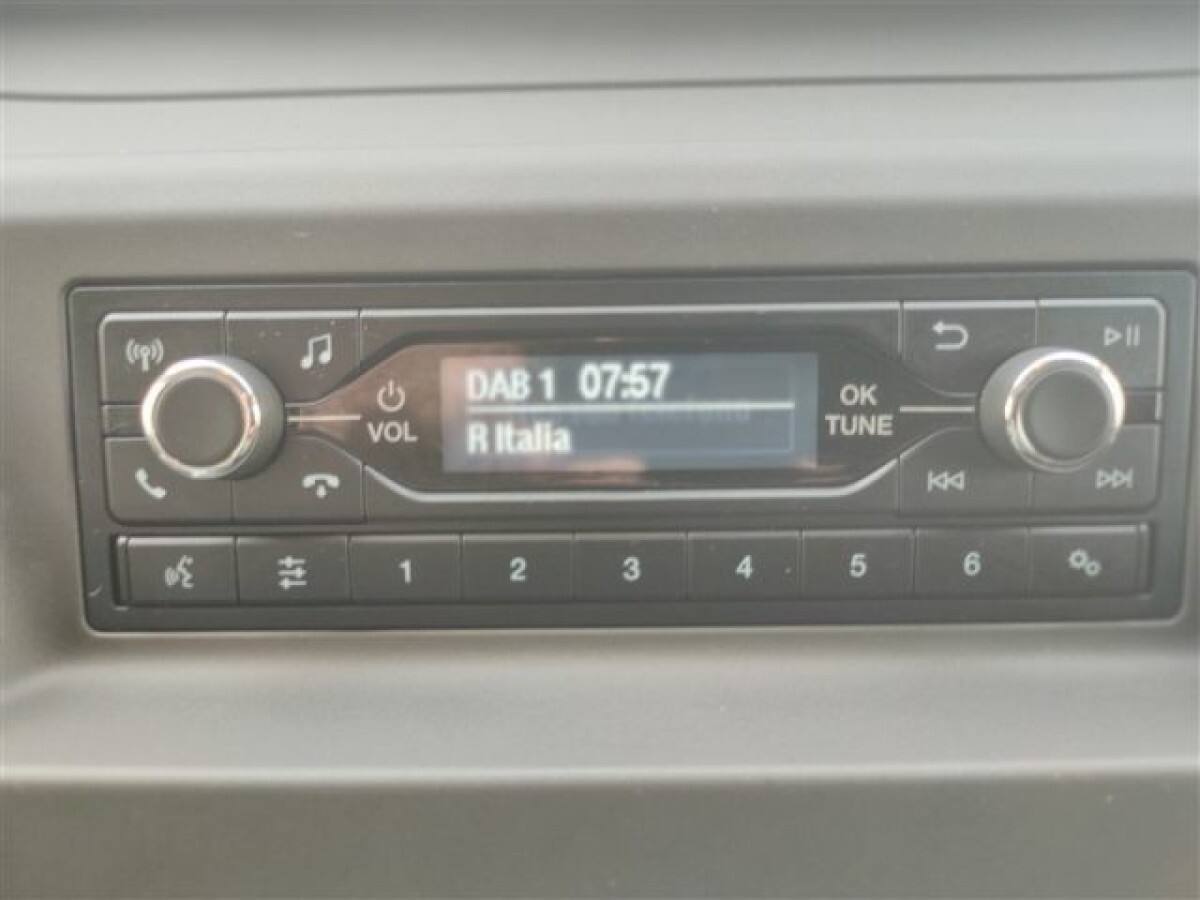 DAB 1 07:57
R Italia
VOL
OK
TUNE
1 2 3 4 5 6